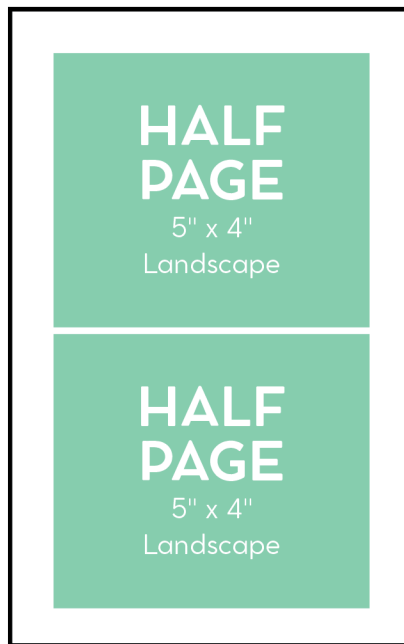 HALF
PAGE
5" x 4"
Landscape
HALF
PAGE
5" x 4"
Landscape